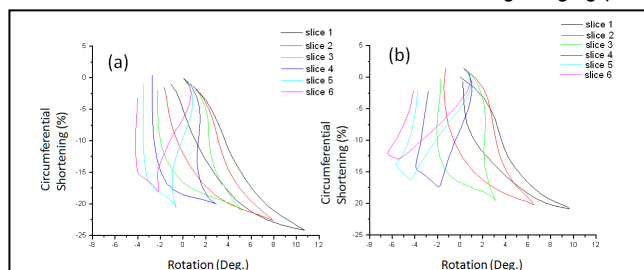 (a)
slice 1
slice 2
slice 3
slice 4
slice 5
slice 6
5
0
-5
-10
-15
-20
-25
-8 -6 -4 -2 0 2 4 6 8 10 12
Circumferential
Shortening (%)
Rotation (Deg.)
(b)
slice 1
slice 2
slice 3
slice 4
slice 5
slice 6
5
0
-5
-10
-15
-20
-25
-8 -6 -4 -2 0 2 4 6 8 10 12
Circumferential
Shortening (%)
Rotation (Deg.)